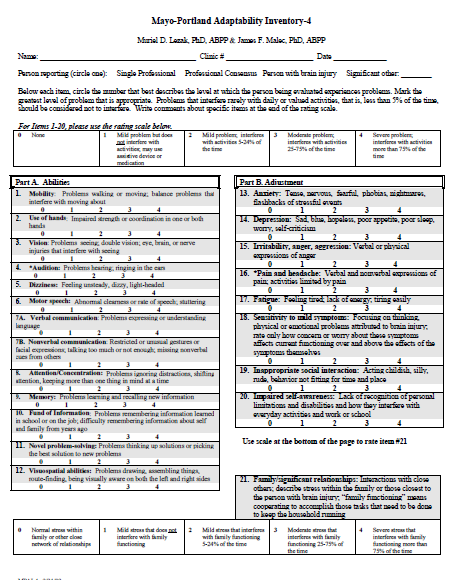 Mayo-Portland Adaptability Inventory-4
Muriel D. Lezak, PhD, ABPP & James F. Malec, PhD, ABPP
Name: Clinic # Date
Person reporting (circle one): Single Professional Professional Consensus Person with brain injury Significant other:
Below each item, circle the number that best describes the level at which the person being evaluated experiences problems. Mark the
greatest level of problem that is appropriate. Problems that interfere rarely with daily or valued activities, that is, less than 5% of the time,
should be considered not to interfere. Write comments about specific items at the end of the rating scale.
For Items 1-20, please use the rating scale below.
0 None
1 Mild problem but does
not interfere with
activities; may use
assistive device or
medication
2 Mild problem; interferes
with activities 5-24% of
the time
3 Moderate problem;
interferes with activities
25-75% of the time
4 Severe problem;
interferes with activities
more than 75% of the
time
Part A. Abilities
1. Mobility: Problems walking or moving; balance problems that
interfere with moving about
0 1 2 3 4
2. Use of hands: Impaired strength or coordination in one or both
hands
0 1 2 3 4
3. Vision: Problems seeing; double vision; eye, brain, or nerve
injuries that interfere with seeing
0 1 2 3 4
4. *Audition: Problems hearing; ringing in the ears
0 1 2 3 4
5. Dizziness: Feeling unsteady, dizzy, light-headed
0 1 2 3 4
6. Motor speech: Abnormal clearness or rate of speech; stuttering
0 1 2 3 4
7A. Verbal communication: Problems expressing or understanding
language
0 1 2 3 4
7B. Nonverbal communication: Restricted or unusual gestures or
facial expressions; talking too much or not enough; missing nonverbal
cues from others
0 1 2 3 4
8. Attention/Concentration: Problems ignoring distractions, shifting
attention, keeping more than one thing in mind at a time
0 1 2 3 4
9. Memory: Problems learning and recalling new information
0 1 2 3 4
10. Fund of Information: Problems remembering information learned
in school or on the job; difficulty remembering information about self
and family from years ago
0 1 2 3 4
11. Novel problem-solving: Problems thinking up solutions or picking
the best solution to new problems
0 1 2 3 4
12. Visuospatial abilities: Problems drawing, assembling things,
route-finding, being visually aware on both the left and right sides
0 1 2 3 4
Part B. Adjustment
13. Anxiety: Tense, nervous, fearful, phobias, nightmares,
flashbacks of stressful events
0 1 2 3 4
14. Depression: Sad, blue, hopeless, poor appetite, poor sleep,
worry, self-criticism
0 1 2 3 4
15. Irritability, anger, aggression: Verbal or physical
expressions of anger
0 1 2 3 4
16. *Pain and headache: Verbal and nonverbal expressions of
pain; activities limited by pain
0 1 2 3 4
17. Fatigue: Feeling tired; lack of energy; tiring easily
0 1 2 3 4
18. Sensitivity to mild symptoms: Focusing on thinking,
physical or emotional problems attributed to brain injury;
rate only how concern or worry about these symptoms
affects current functioning over and above the effects of the
symptoms themselves
0 1 2 3 4
19. Inappropriate social interaction: Acting childish, silly,
rude, behavior not fitting for time and place
0 1 2 3 4
20. Impaired self-awareness: Lack of recognition of personal
limitations and disabilities and how they interfere with
everyday activities and work or school
0 1 2 3 4
Use scale at the bottom of the page to rate item #21
21. Family/significant relationships: Interactions with close
others; describe stress within the family or those closest to
the person with brain injury; "family functioning" means
cooperating to accomplish those tasks that need to be done
to keep the household running
0 1 2 3 4
0 Normal stress within
family or other close
network of relationships
1 Mild stress that does not
interfere with family
functioning
2 Mild stress that interferes
with family functioning
5-24% of the time
3 Moderate stress that
interferes with family
functioning 25-75% of
the time
4 Severe stress that
interferes with family
functioning more than
75% of the time